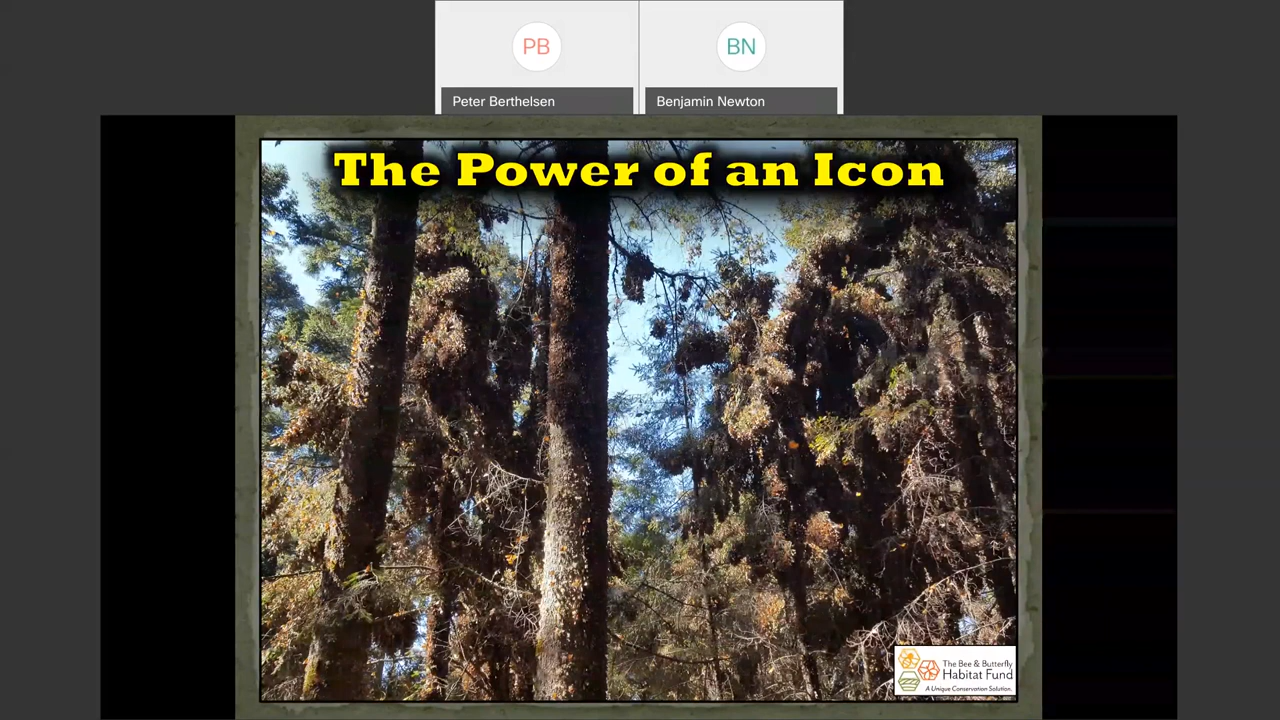 PB
BN
Peter Berthelsen
Benjamin Newton
The Power of an Icon
The Bee & Butterfly
Habitat Fund
A Unique Conservation Solution.